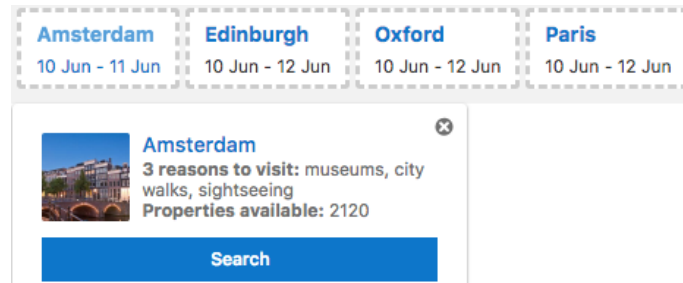 Amsterdam Edinburgh Oxford Paris
10 Jun - 11 Jun 10 Jun - 12 Jun 10 Jun - 12 Jun 10 Jun - 12 Jun
Amsterdam
3 reasons to visit: museums, city
walks, sightseeing
Properties available: 2120
Search